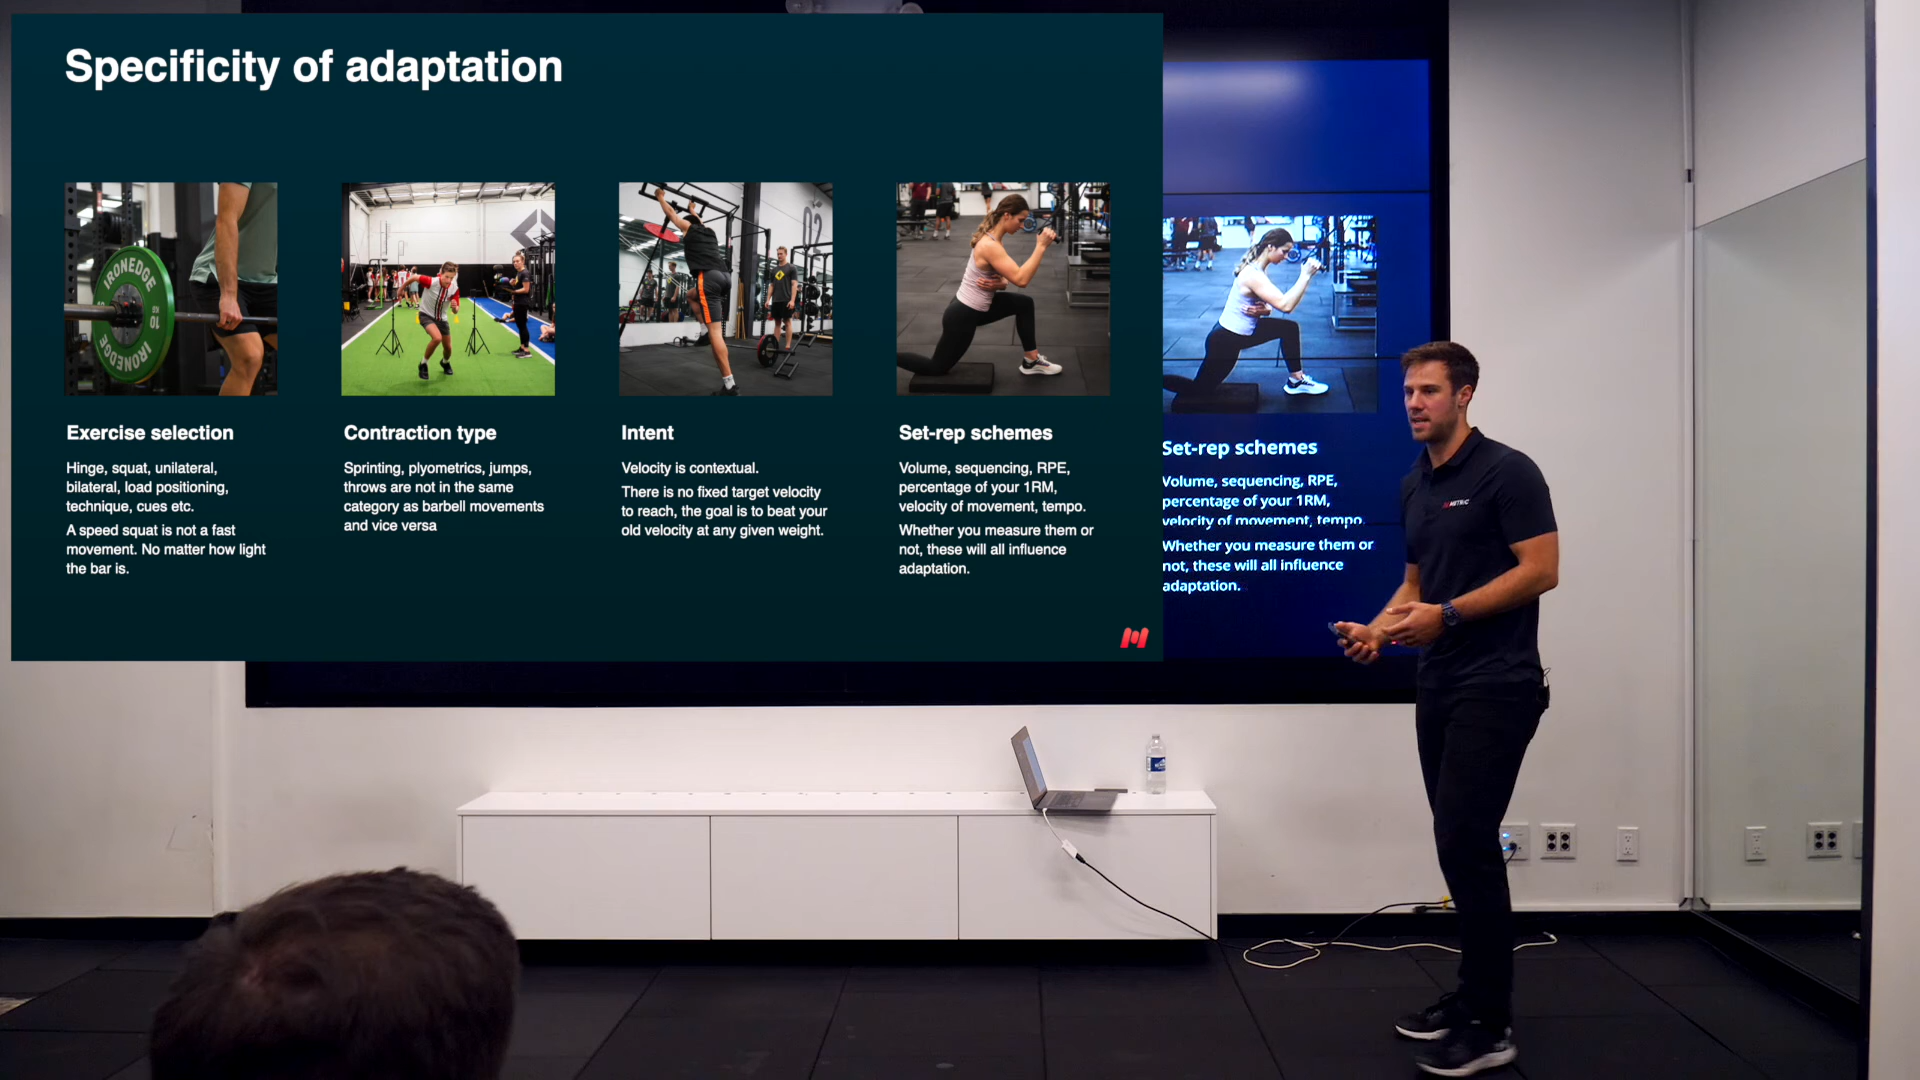 Specificity of adaptation
IRONEDGE
10
IRONEDGE
Exercise selection
Hinge, squat, unilateral,
bilateral, load positioning,
technique, cues etc.
A speed squat is not a fast
movement. No matter how light
the bar is.
Contraction type
Sprinting, plyometrics, jumps,
throws are not in the same
category as barbell movements
and vice versa
02
Intent
Velocity is contextual.
There is no fixed target velocity
to reach, the goal is to beat your
old velocity at any given weight.
Set-rep schemes
Volume, sequencing, RPE,
percentage of your 1RM,
velocity of movement, tempo.
Whether you measure them or
not, these will all influence
adaptation.
Set-rep schemes
Volume, sequencing, RPE,
percentage of your 1RM,
velocity of movement, tempo.
Whether you measure them or
not, these will all influence
adaptation.
METRIC